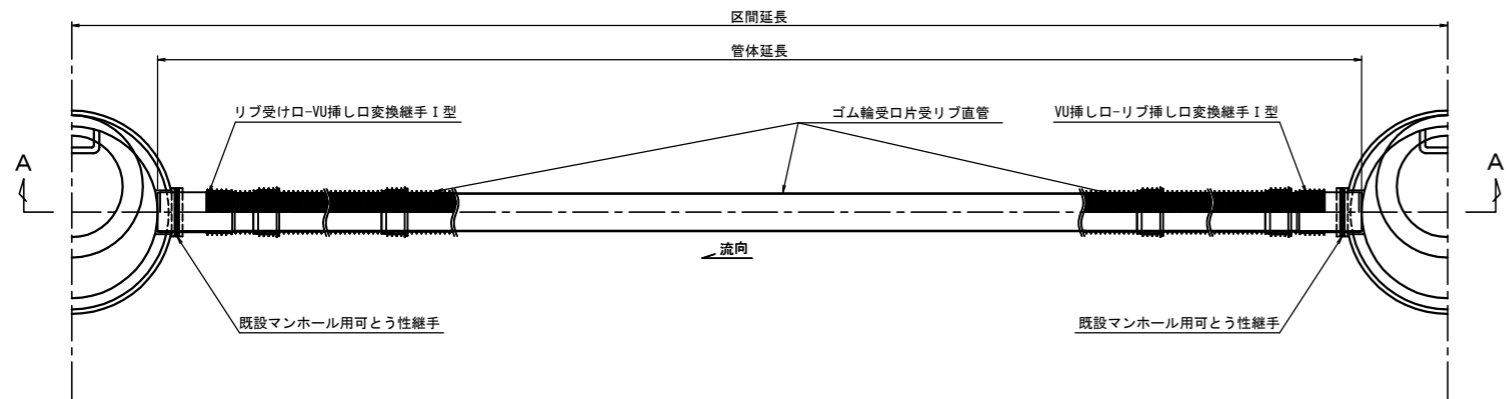 区間延長
管体延長
リブ受け口-VU挿し口変換継手Ⅰ型
ゴム輪受口片受リブ直管
VU挿し口-リブ挿し口変換継手Ⅰ型
A
A
流向
既設マンホール用可とう性継手
既設マンホール用可とう性継手